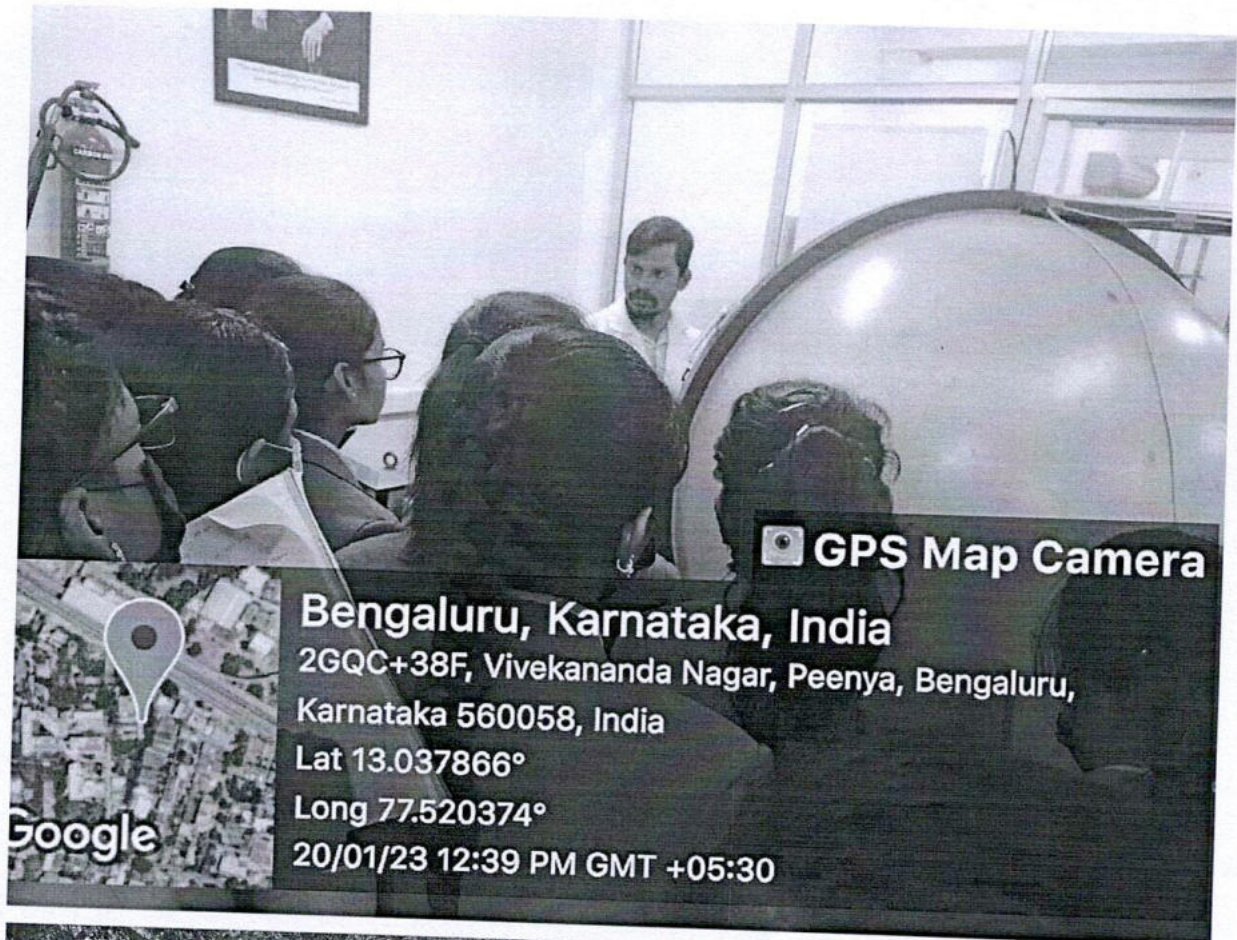 CARBON
GPS Map Camera
Bengaluru, Karnataka, India
2GQC+38F, Vivekananda Nagar, Peenya, Bengaluru,
Karnataka 560058, India
Lat 13.037866°
Long 77.520374°
20/01/23 12:39 PM GMT +05:30
Google